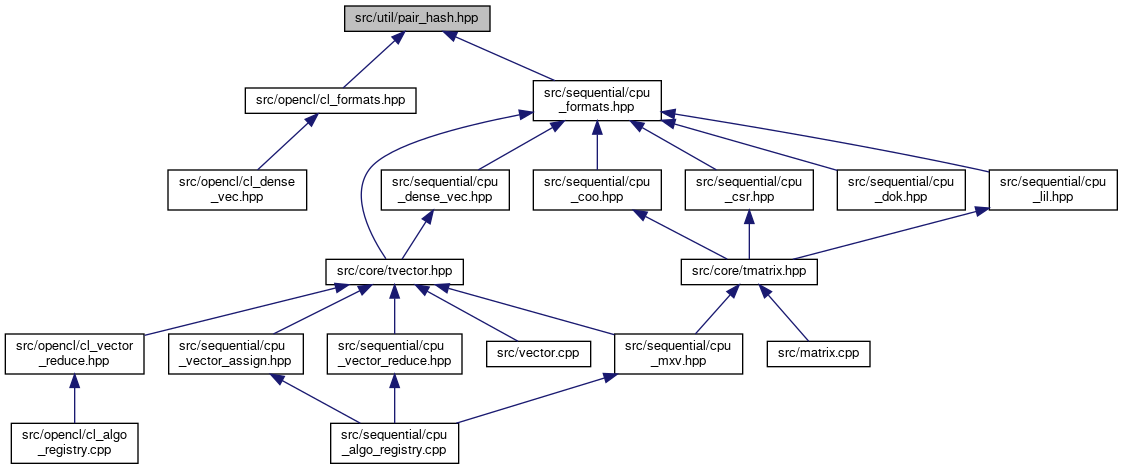 src/util/pair_hash.hpp
src/opencl/cl_formats.hpp
src/sequential/cpu
_formats.hpp
src/opencl/cl_dense
_vec.hpp
src/sequential/cpu
_dense_vec.hpp
src/sequential/cpu
_coo.hpp
src/sequential/cpu
_csr.hpp
src/sequential/cpu
_dok.hpp
src/sequential/cpu
_lil.hpp
src/core/tvector.hpp
src/core/tmatrix.hpp
src/opencl/cl_vector
_reduce.hpp
src/sequential/cpu
_vector_assign.hpp
src/sequential/cpu
_vector_reduce.hpp
src/vector.cpp
src/sequential/cpu
_mxv.hpp
src/matrix.cpp
src/opencl/cl_algo
_registry.cpp
src/sequential/cpu
_algo_registry.cpp